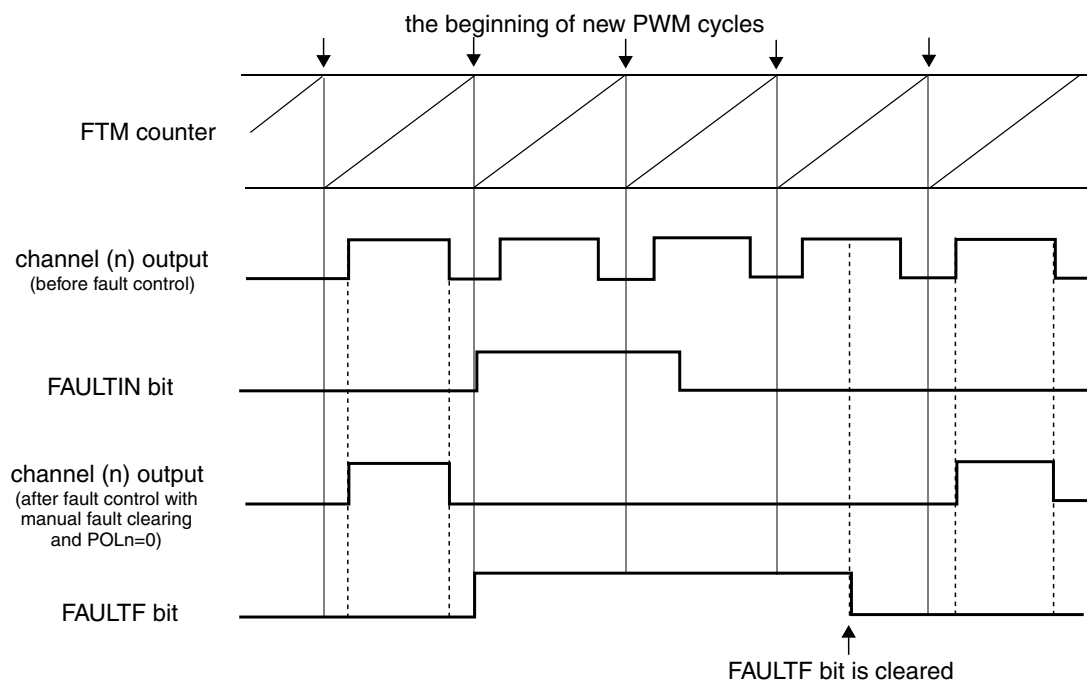 the beginning of new PWM cycles
FTM counter
channel (n) output
(before fault control)
FAULTIN bit
channel (n) output
(after fault control with
manual fault clearing
and POLn=0)
FAULTF bit
FAULTF bit is cleared